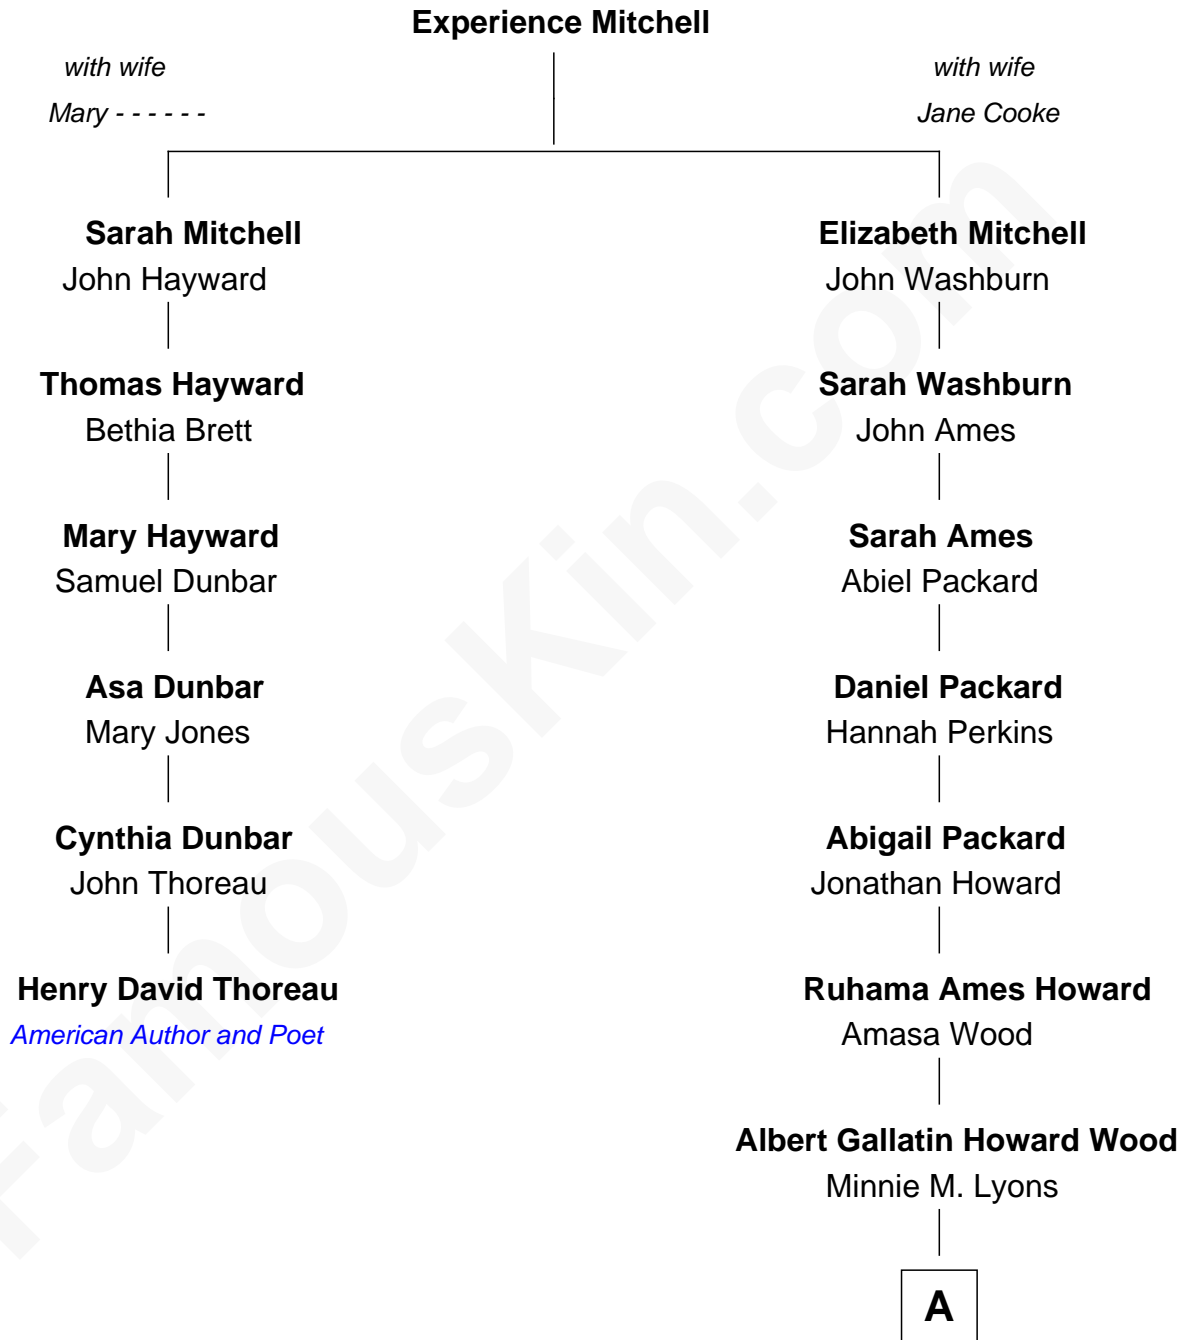 Experience Mitchell
with wife
Mary - - - - - -
with wife
Jane Cooke
Sarah Mitchell
John Hayward
Elizabeth Mitchell
John Washburn
Thomas Hayward
Bethia Brett
Sarah Washburn
John Ames
Mary Hayward
Samuel Dunbar
Sarah Ames
Abiel Packard
Asa Dunbar
Mary Jones
Daniel Packard
Hannah Perkins
Cynthia Dunbar
John Thoreau
Abigail Packard
Jonathan Howard
Henry David Thoreau
American Author and Poet
Ruhama Ames Howard
Amasa Wood
Albert Gallatin Howard Wood
Minnie M. Lyons
A
FamousKin.com